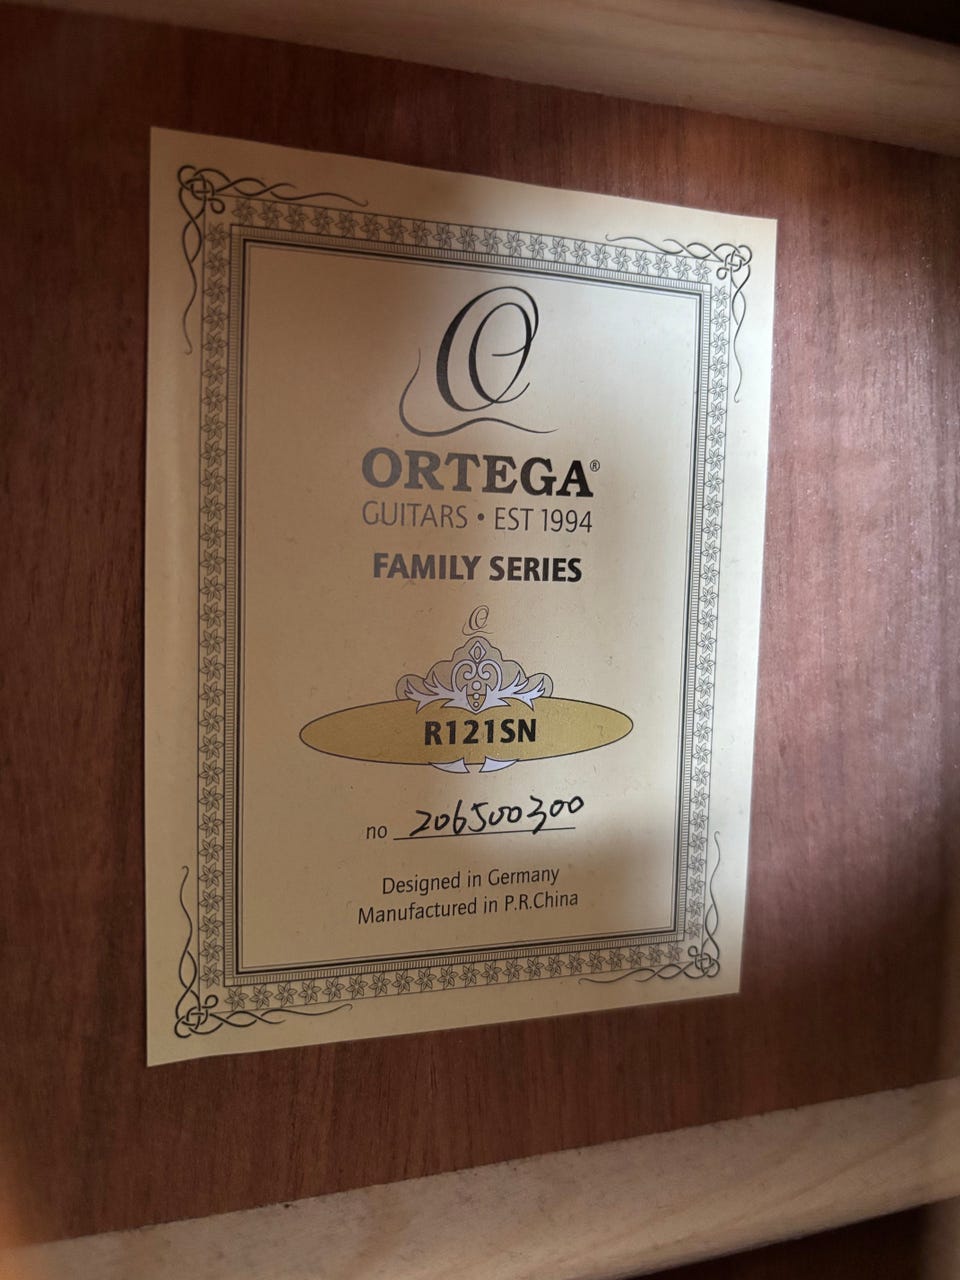 O
ORTEGA®
GUITARS • EST 1994
FAMILY SERIES
O
R121SN
no 206500300
Designed in Germany
Manufactured in P.R.China